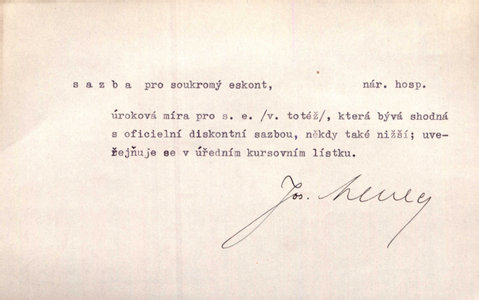 s a z b a pro soukromý eskont, nár. hosp.
úroková míra pro s. e. /v. totéž/, která bývá shodná
s oficielní diskontní sazbou, někdy také nižší; uve-
řejňuje se v úředním kursovním lístku.
Jos.